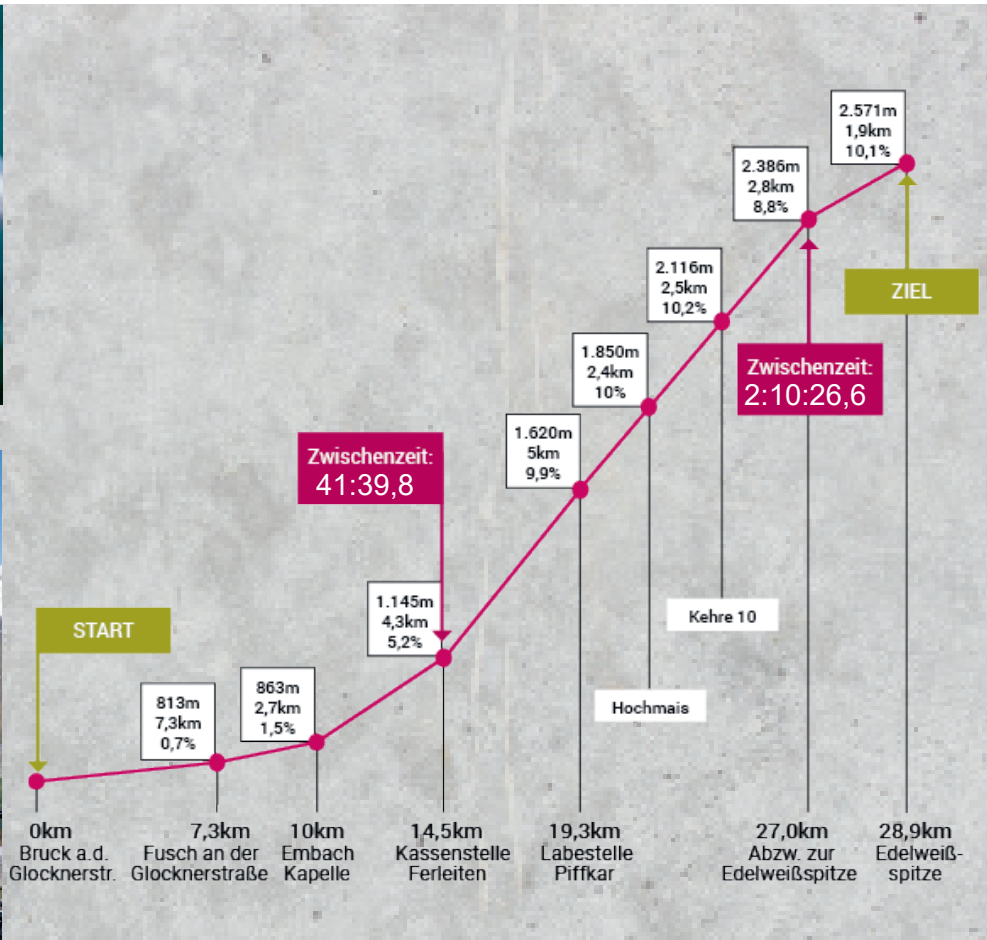 2.571m
1,9km
10,1%
2.386m
2,8km
8,8%
ZIEL
2.116m
2,5km
10,2%
1.850m
2,4km
10%
Zwischenzeit:
2:10:26,6
1.620m
5km
9,9%
Zwischenzeit:
41:39,8
1.145m
4,3km
5,2%
START
Kehre 10
813m
7,3km
0,7%
863m
2,7km
1,5%
Hochmais
0km
Bruck a.d.
Glocknerstr.
7,3km
Fusch an der
Glocknerstraße
10km
Embach
Kapelle
14,5km
Kassenstelle
Ferleiten
19,3km
Labestelle
Piffkar
27,0km
Abzw. zur
Edelweißspitze
28,9km
Edelweiß-
spitze